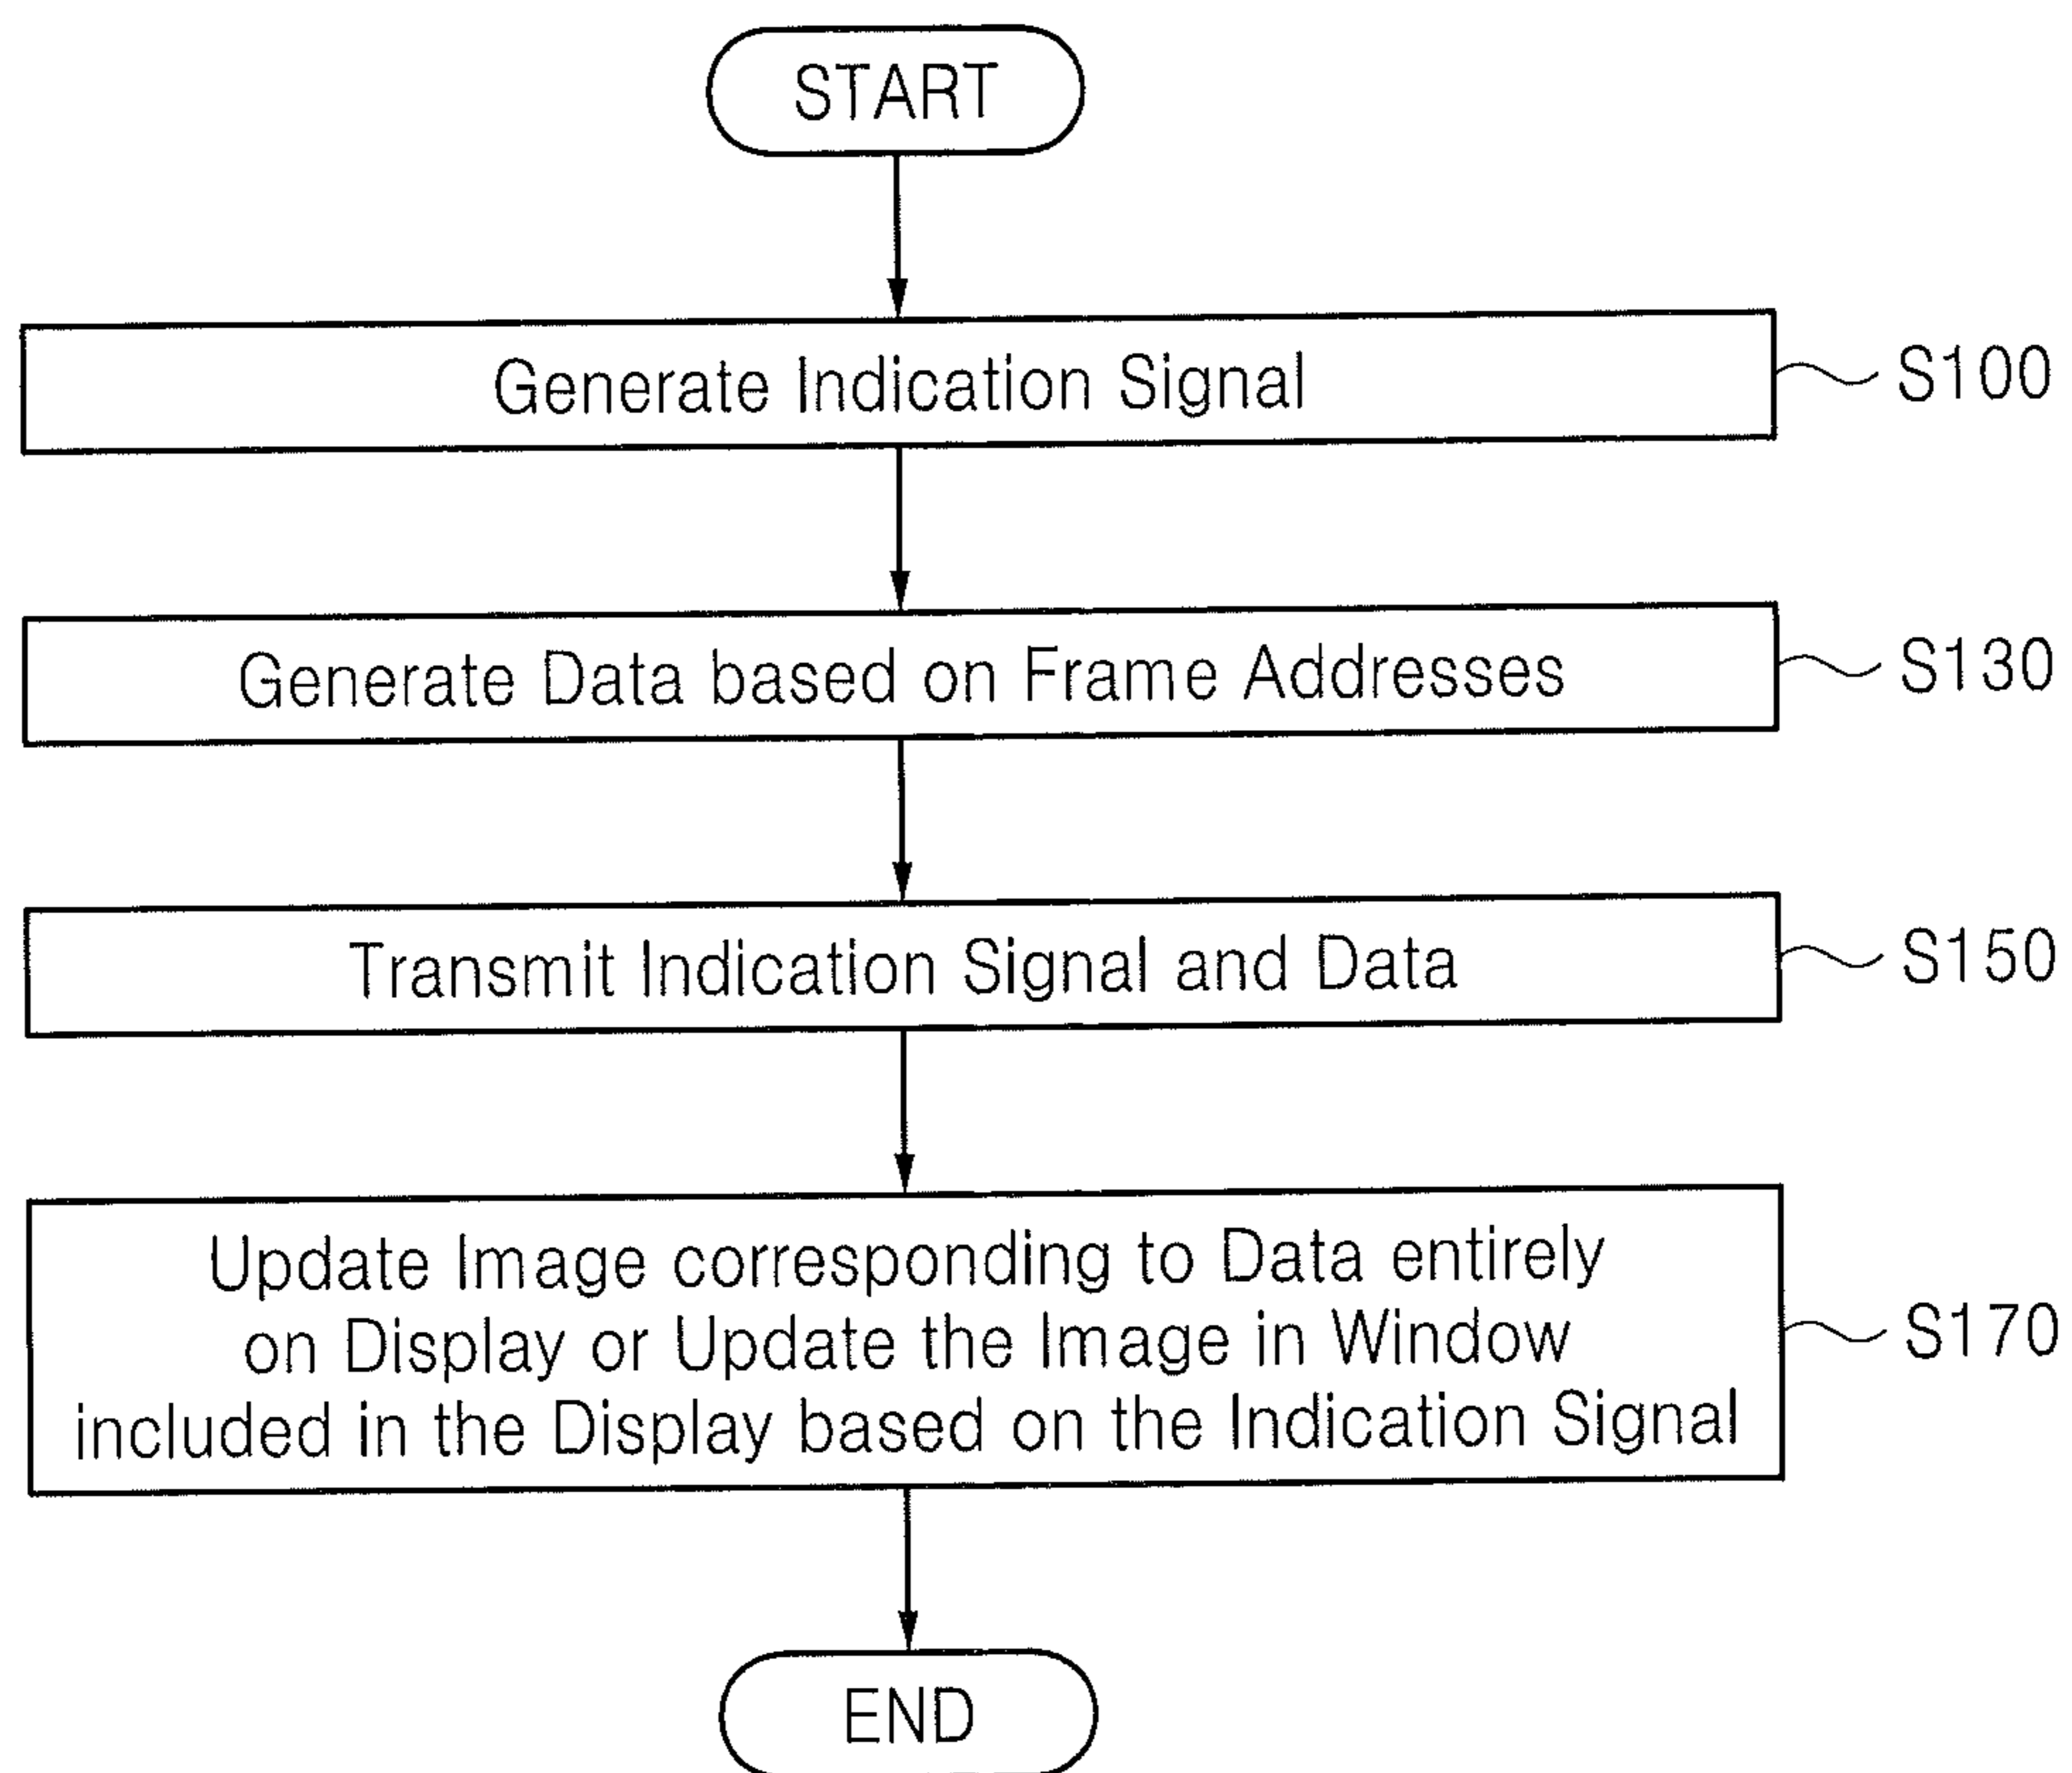 START
Generate Indication Signal
S100
Generate Data based on Frame Addresses
S130
Transmit Indication Signal and Data
S150
Update Image corresponding to Data entirely
on Display or Update the Image in Window
included in the Display based on the Indication Signal
S170
END